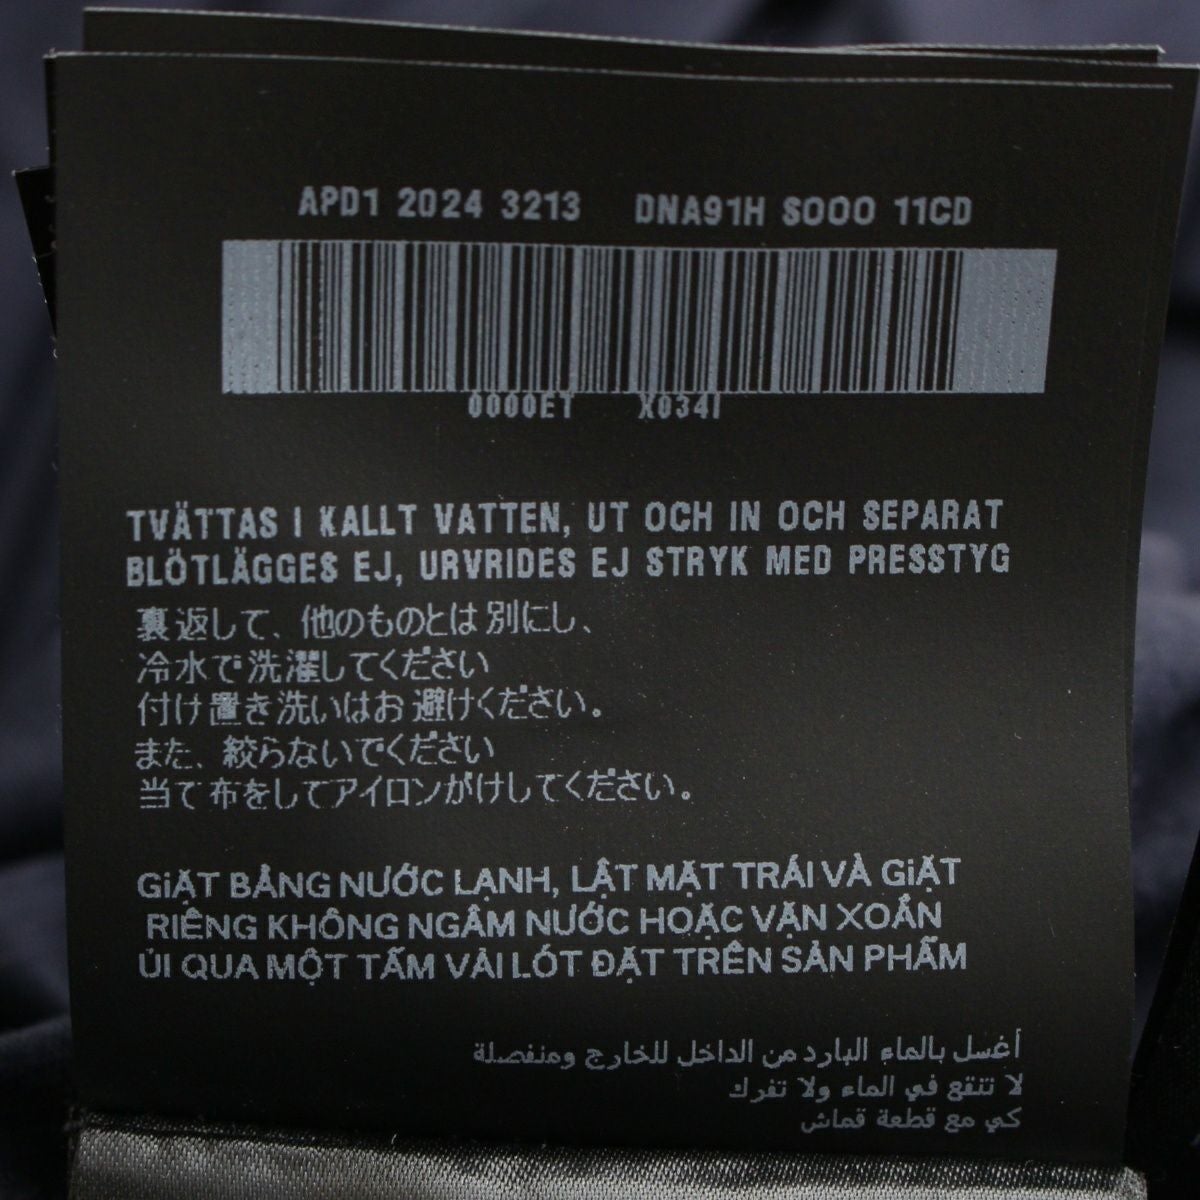 APD1 2024 3213 DNA91H S000 11CD
0000ET X034I
TVÄTTAS I KALLT VATTEN, UT OCH IN OCH SEPARAT
BLÖTLÄGGES EJ, URVRIDES EJ STRYK MED PRESSTYG
裏返して、他のものとは別にし、
冷水で洗濯してください
付け置き洗いはお避けください。
また、絞らないでください
当て布をしてアイロンがけしてください。
GiẶT BẰNG NƯỚC LẠNH, LẬT MẶT TRÁI VÀ GiẶT
RIÊNG KHÔNG NGÂM NƯỚC HOẶC VẶN XOẮN
ỦI QUA MỘT TẤM VẢI LÓT ĐẶT TRÊN SẢN PHẨM
أغسل بالماء البارد من الداخل للخارج ومنفصلة
لا تنقع في الماء ولا تفرك
كي مع قطعة قماش